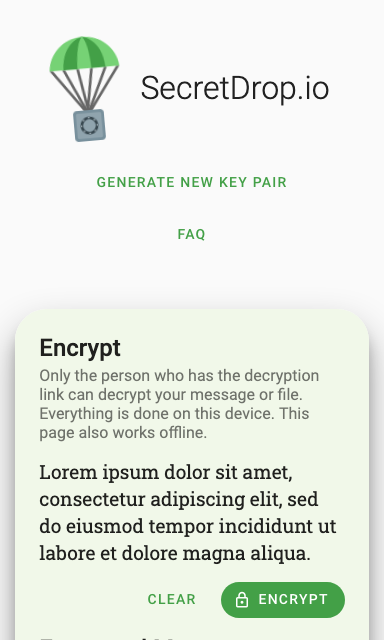 SecretDrop.io
GENERATE NEW KEY PAIR
FAQ
Encrypt
Only the person who has the decryption
link can decrypt your message or file.
Everything is done on this device. This
page also works offline.
Lorem ipsum dolor sit amet,
consectetur adipiscing elit, sed
do eiusmod tempor incididunt ut
labore et dolore magna aliqua.
CLEAR
ENCRYPT